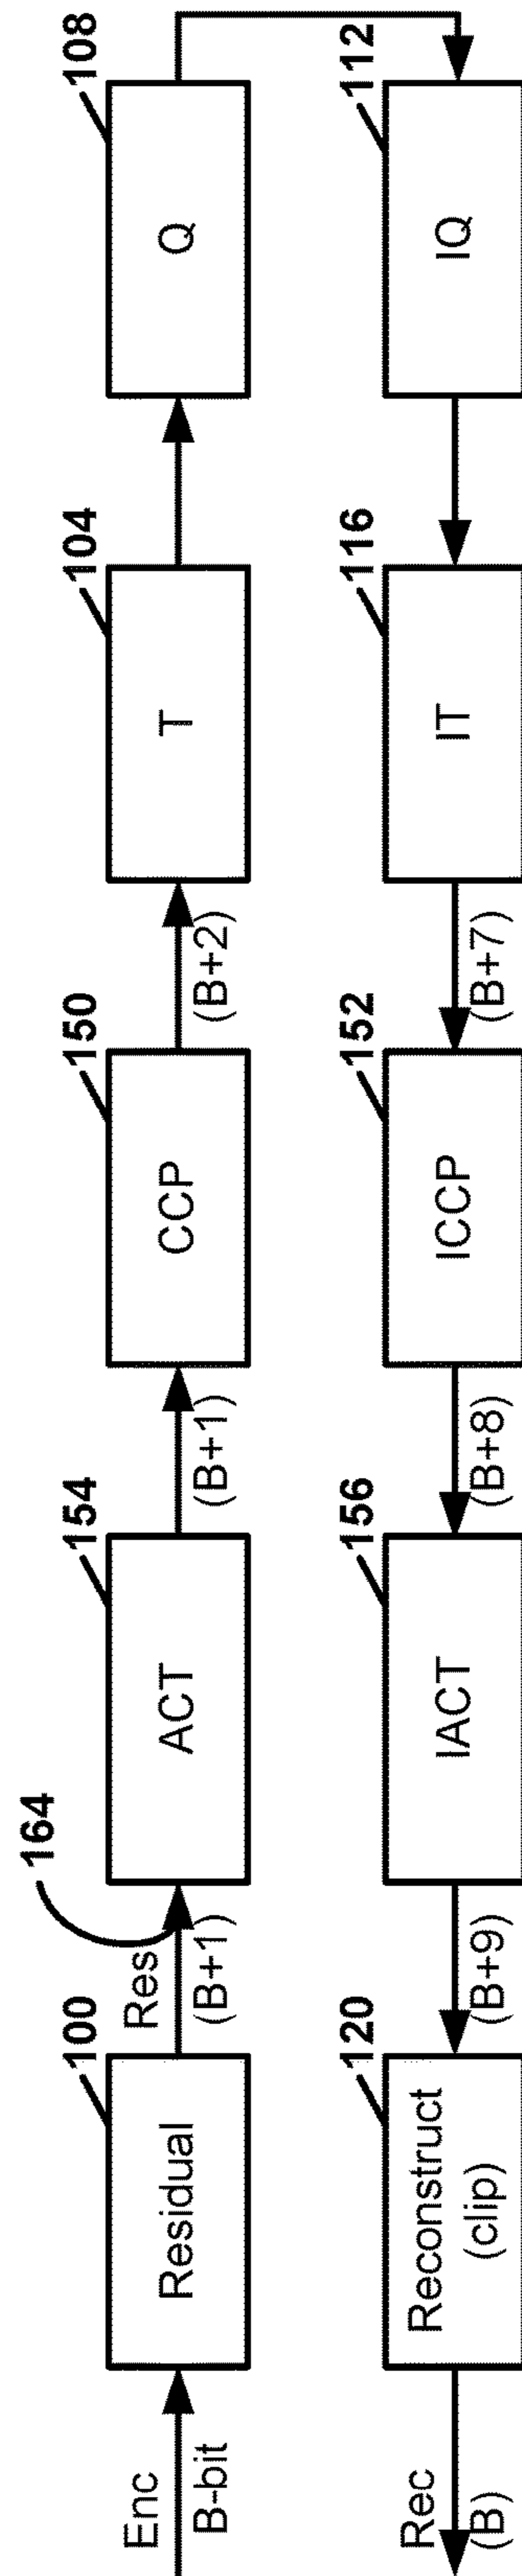 Enc
B-bit
100
Residual
164
Res
(B+1)
154
ACT
(B+1)
150
CCP
(B+2)
104
T
108
Q
112
IQ
116
IT
(B+7)
152
ICCP
(B+8)
156
IACT
(B+9)
120
Reconstruct
(clip)
Rec
(B)